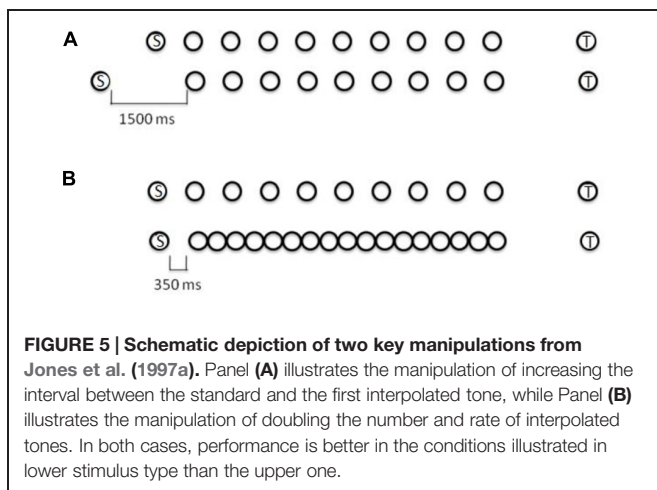 A S T
S T
1500 ms
B S T
S T
350 ms
FIGURE 5 | Schematic depiction of two key manipulations from
Jones et al. (1997a). Panel (A) illustrates the manipulation of increasing the
interval between the standard and the first interpolated tone, while Panel (B)
illustrates the manipulation of doubling the number and rate of interpolated
tones. In both cases, performance is better in the conditions illustrated in
lower stimulus type than the upper one.